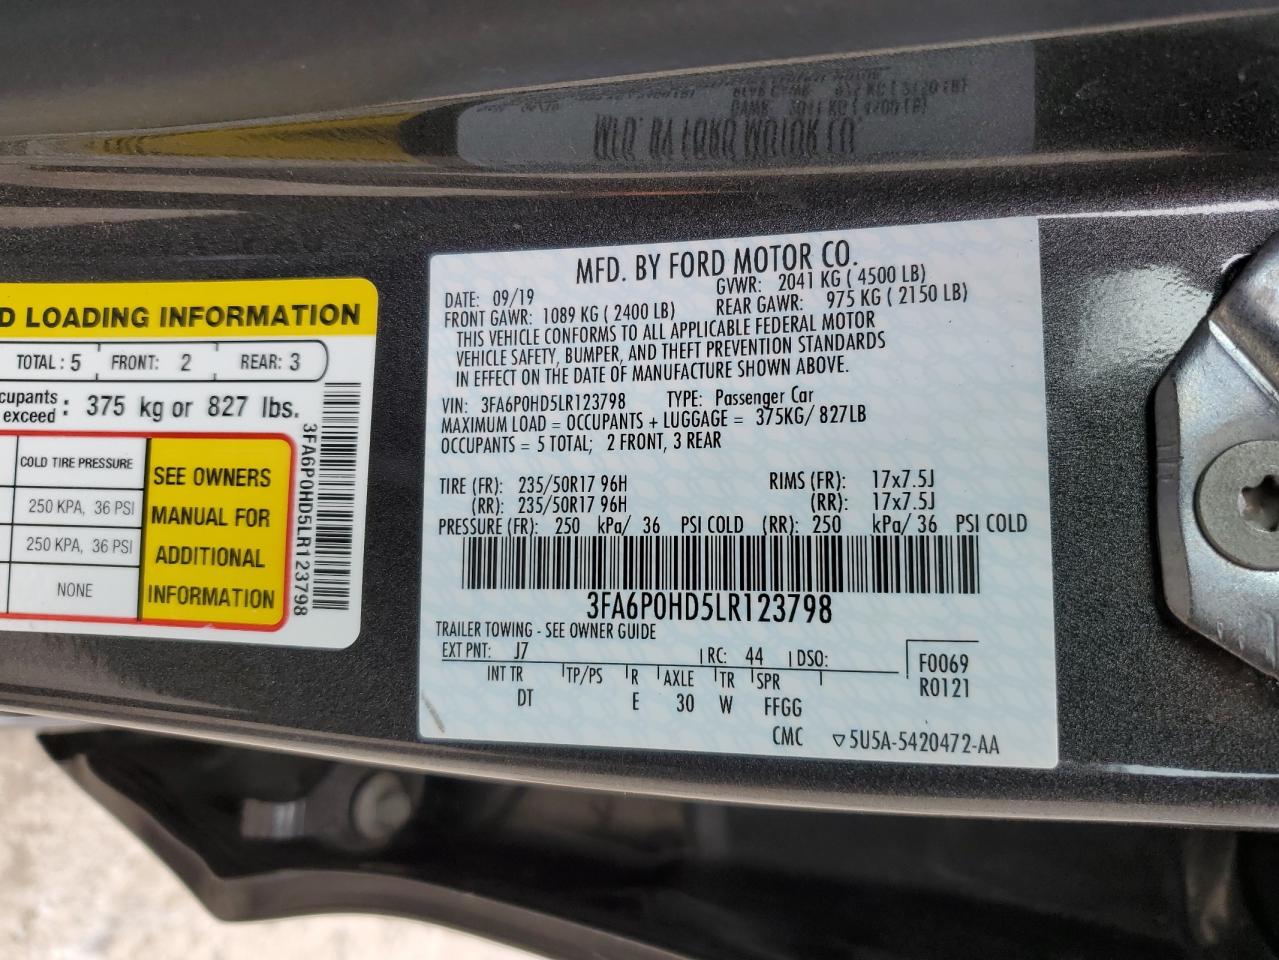 D LOADING INFORMATION
TOTAL: 5 FRONT: 2 REAR: 3
cupants
exceed : 375 kg or 827 lbs.
COLD TIRE PRESSURE
250 KPA, 36 PSI
250 KPA, 36 PSI
NONE
SEE OWNERS
MANUAL FOR
ADDITIONAL
INFORMATION
3FA6P0HD5LR123798
MFD. BY FORD MOTOR CO.
DATE: 09/19 GVWR: 2041 KG ( 4500 LB)
FRONT GAWR: 1089 KG ( 2400 LB) REAR GAWR: 975 KG ( 2150 LB)
THIS VEHICLE CONFORMS TO ALL APPLICABLE FEDERAL MOTOR
VEHICLE SAFETY, BUMPER, AND THEFT PREVENTION STANDARDS
IN EFFECT ON THE DATE OF MANUFACTURE SHOWN ABOVE.
VIN: 3FA6P0HD5LR123798 TYPE: Passenger Car
MAXIMUM LOAD = OCCUPANTS + LUGGAGE = 375KG/ 827LB
OCCUPANTS = 5 TOTAL; 2 FRONT, 3 REAR
TIRE (FR): 235/50R17 96H RIMS (FR): 17x7.5J
(RR): 235/50R17 96H (RR): 17x7.5J
PRESSURE (FR): 250 kPa/ 36 PSI COLD (RR): 250 kPa/ 36 PSI COLD
3FA6P0HD5LR123798
TRAILER TOWING - SEE OWNER GUIDE
EXT PNT: J7 RC: 44 DSO: F0069
INT TR TP/PS R AXLE TR SPR R0121
DT E 30 W FFGG
CMC ▽5U5A-5420472-AA